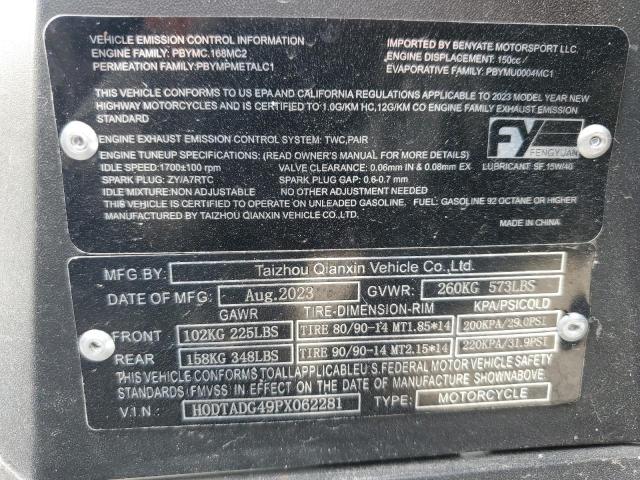 VEHICLE EMISSION CONTROL INFORMATION
ENGINE FAMILY: PBYMC.168MC2
PERMEATION FAMILY:PBYMPMETALC1
IMPORTED BY BENYATE MOTORSPORT LLC.
ENGINE DISPLACEMENT: 150cc
EVAPORATIVE FAMILY: PBYMU0004MC1
THIS VEHICLE CONFORMS TO US EPA AND CALIFORNIA REGULATIONS APPLICABLE TO 2023 MODEL YEAR NEW
HIGHWAY MOTORCYCLES AND IS CERTIFIED TO 1.0G/KM HC,12G/KM CO ENGINE FAMILY EXHAUST EMISSION
STANDARD
ENGINE EXHAUST EMISSION CONTROL SYSTEM: TWC,PAIR
ENGINE TUNEUP SPECIFICATIONS: (READ OWNER'S MANUAL FOR MORE DETAILS)
IDLE SPEED:1700±100 rpm VALVE CLEARANCE: 0.06mm IN & 0.08mm EX
SPARK PLUG: ZY/A7RTC SPARK PLUG GAP: 0.6-0.7 mm
IDLE MIXTURE:NON ADJUSTABLE NO OTHER ADJUSTMENT NEEDED
THIS VEHICLE IS CERTIFIED TO OPERATE ON UNLEADED GASOLINE. FUEL: GASOLINE 92 OCTANE OR HIGHER
MANUFACTURED BY TAIZHOU QIANXIN VEHICLE CO.,LTD.
FY
FENGYUAN
LUBRICANT SF,15W/40
MADE IN CHINA
MFG.BY: Taizhou Qianxin Vehicle Co.,Ltd.
DATE OF MFG: Aug.2023 GVWR: 260KG 573LBS
GAWR TIRE-DIMENSION-RIM KPA/PSICOLD
FRONT 102KG 225LBS TIRE 80/90-14 MT1.85*14 200KPA/29.0PSI
REAR 158KG 348LBS TIRE 90/90-14 MT2.15*14 220KPA/31.9PSI
THIS VEHICLE CONFORMS TOALLAPPLICABLEU.S.FEDERAL MOTOR VEHICLE SAFETY
STANDARDS (FMVSS) IN EFFECT ON THE DATE OF MANUFACTURE SHOWNABOVE
V.I.N: H0DTADG49PX062281 TYPE: MOTORCYCLE